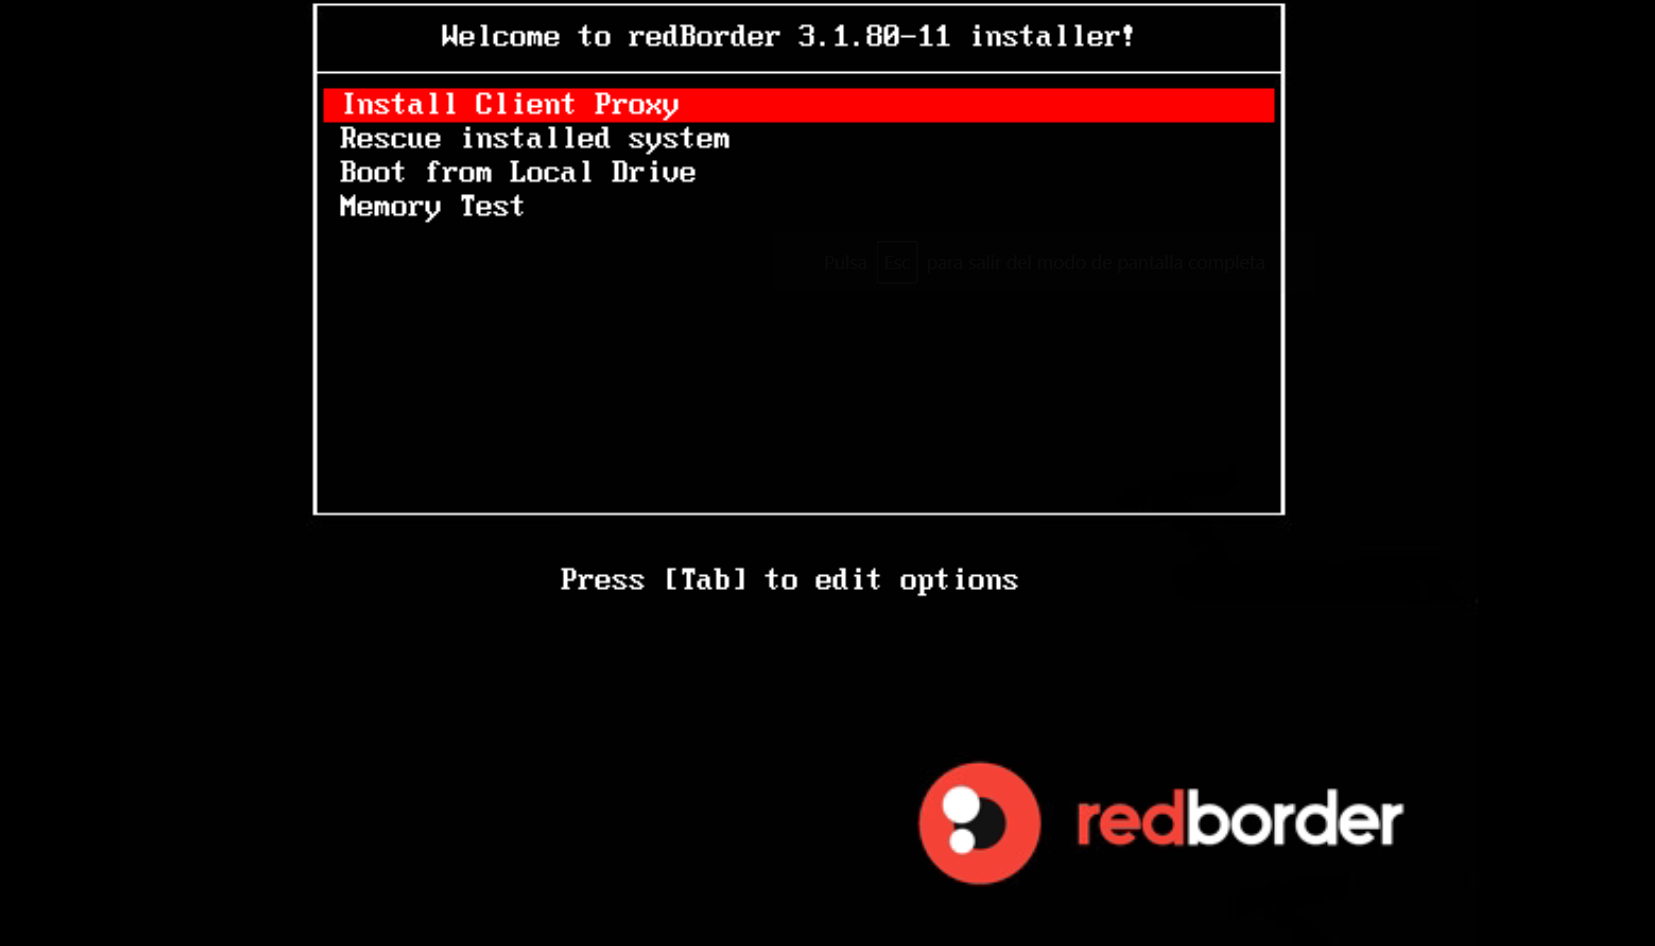 Welcome to redBorder 3.1.80-11 installer!
Install Client Proxy
Rescue installed system
Boot from Local Drive
Memory Test
Pulsa Esc para salir del modo de pantalla completa
Press [Tab] to edit options
redborder